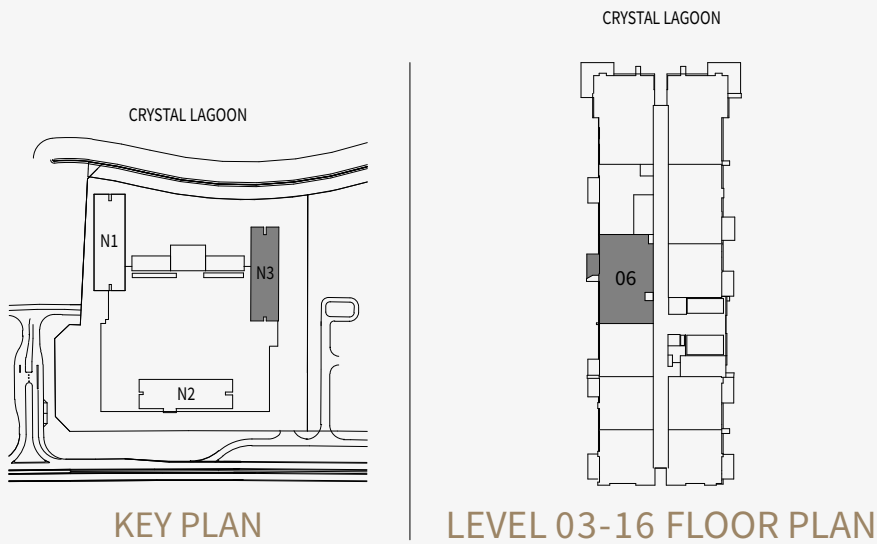 CRYSTAL LAGOON
N1
N3
N2
KEY PLAN
CRYSTAL LAGOON
06
LEVEL 03-16 FLOOR PLAN